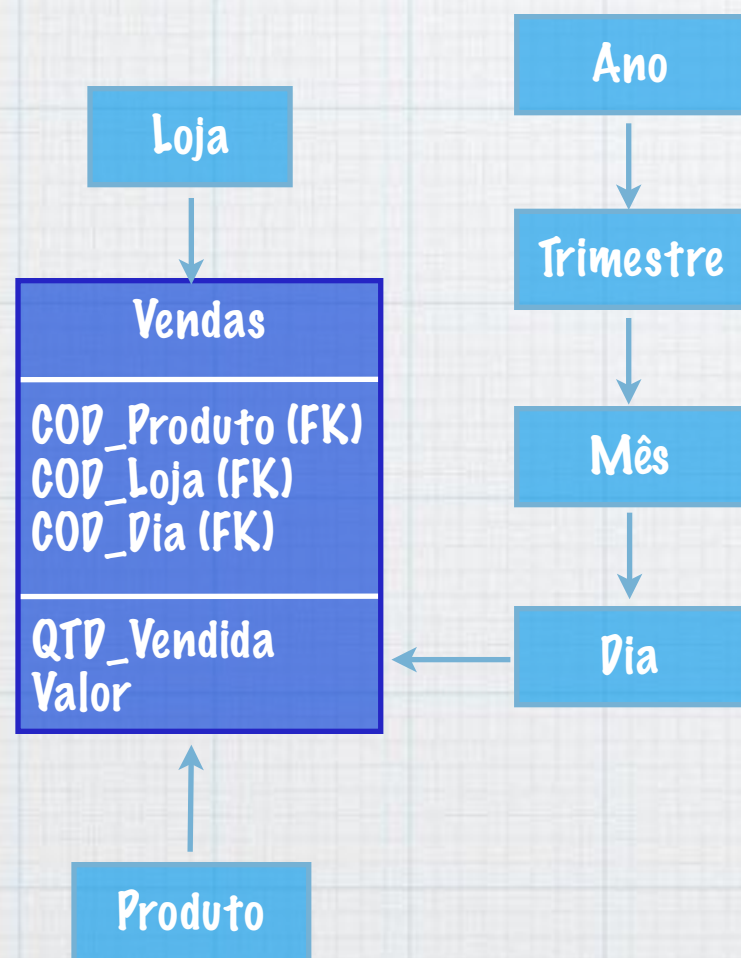 Loja
Vendas
COD_Produto (FK)
COD_Loja (FK)
COD_Dia (FK)
QTD_Vendida
Valor
Produto
Ano
Trimestre
Mês
Dia